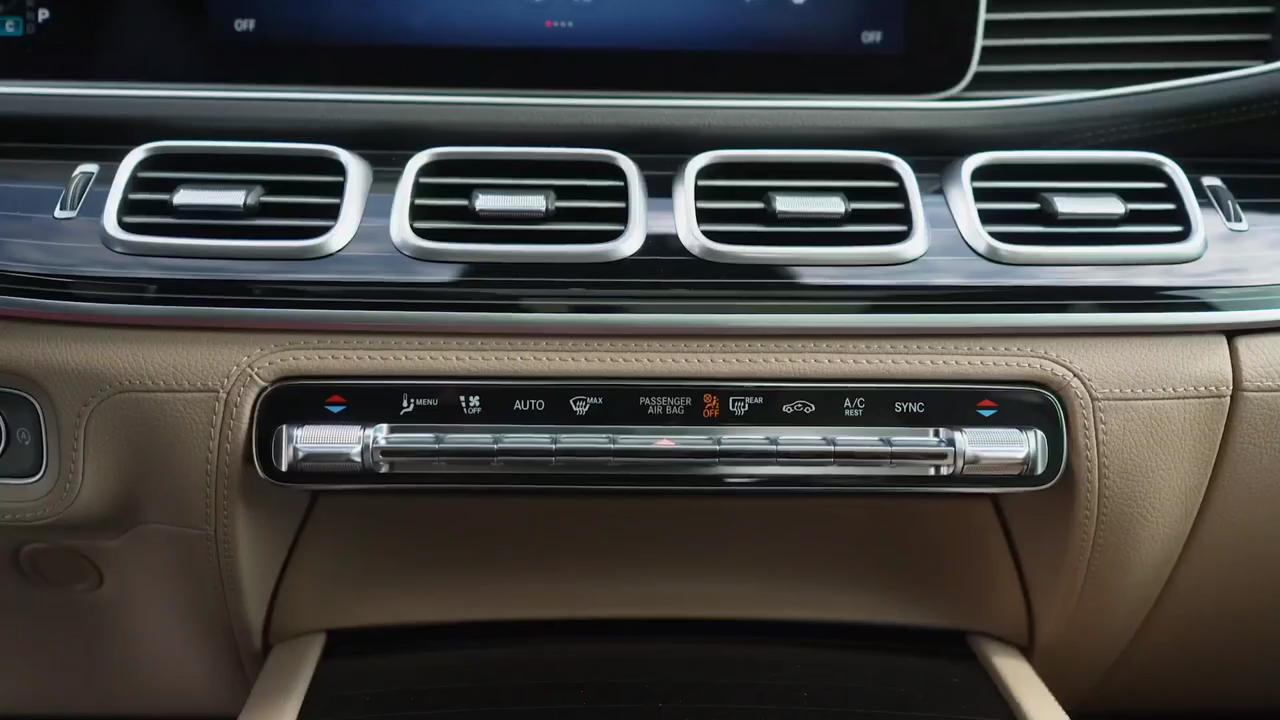 P
C
OFF
OFF
MENU
OFF
AUTO
MAX
PASSENGER
AIR BAG
OFF
REAR
A/C
REST
SYNC
A